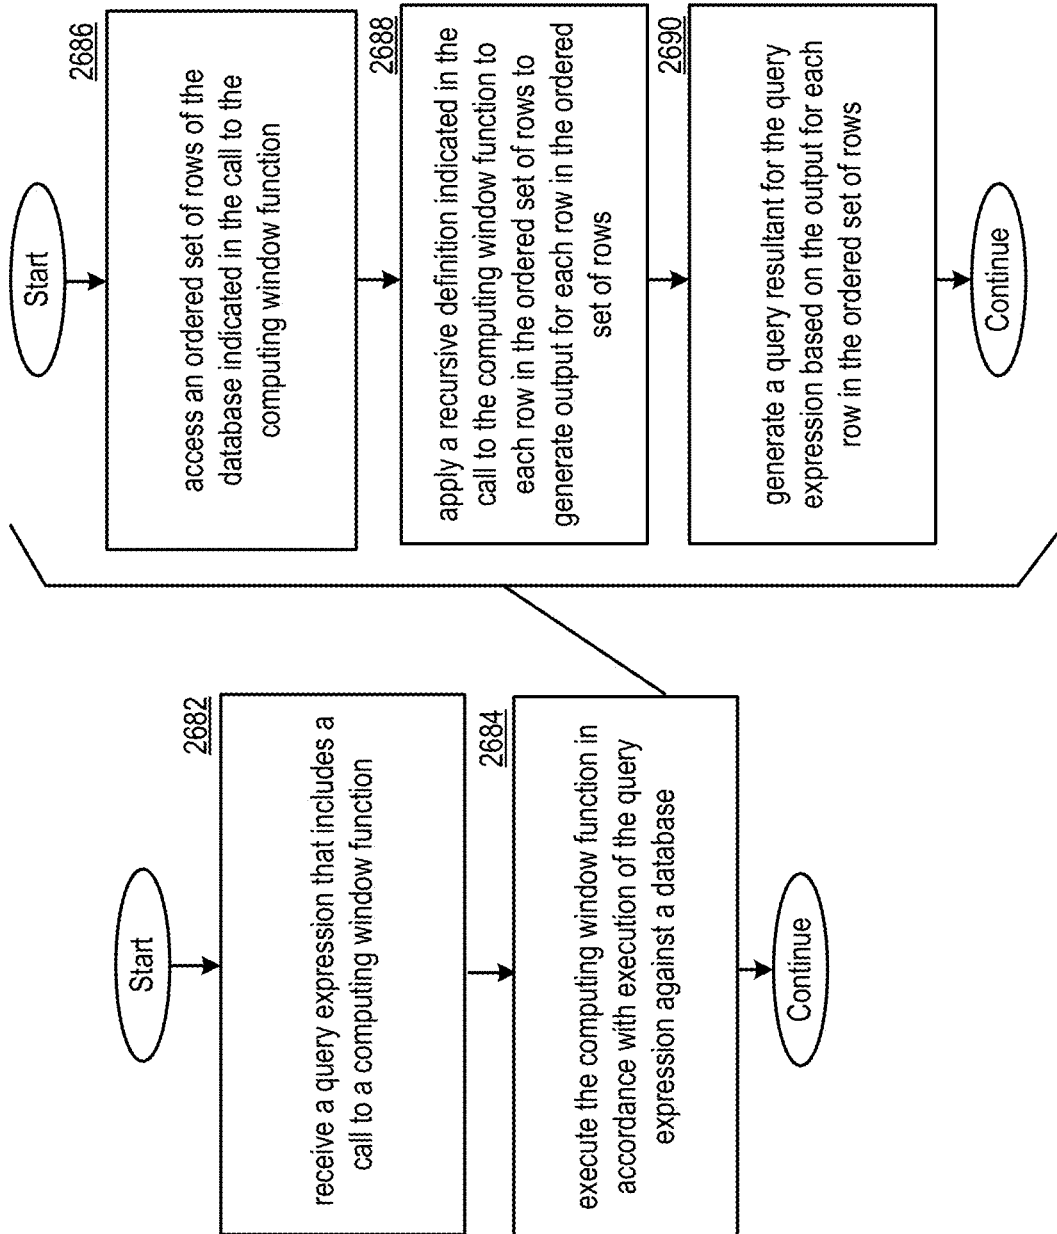 Start
2682
receive a query expression that includes a
call to a computing window function
2684
execute the computing window function in
accordance with execution of the query
expression against a database
Continue
Start
2686
access an ordered set of rows of the
database indicated in the call to the
computing window function
2688
apply a recursive definition indicated in the
call to the computing window function to
each row in the ordered set of rows to
generate output for each row in the ordered
set of rows
2690
generate a query resultant for the query
expression based on the output for each
row in the ordered set of rows
Continue